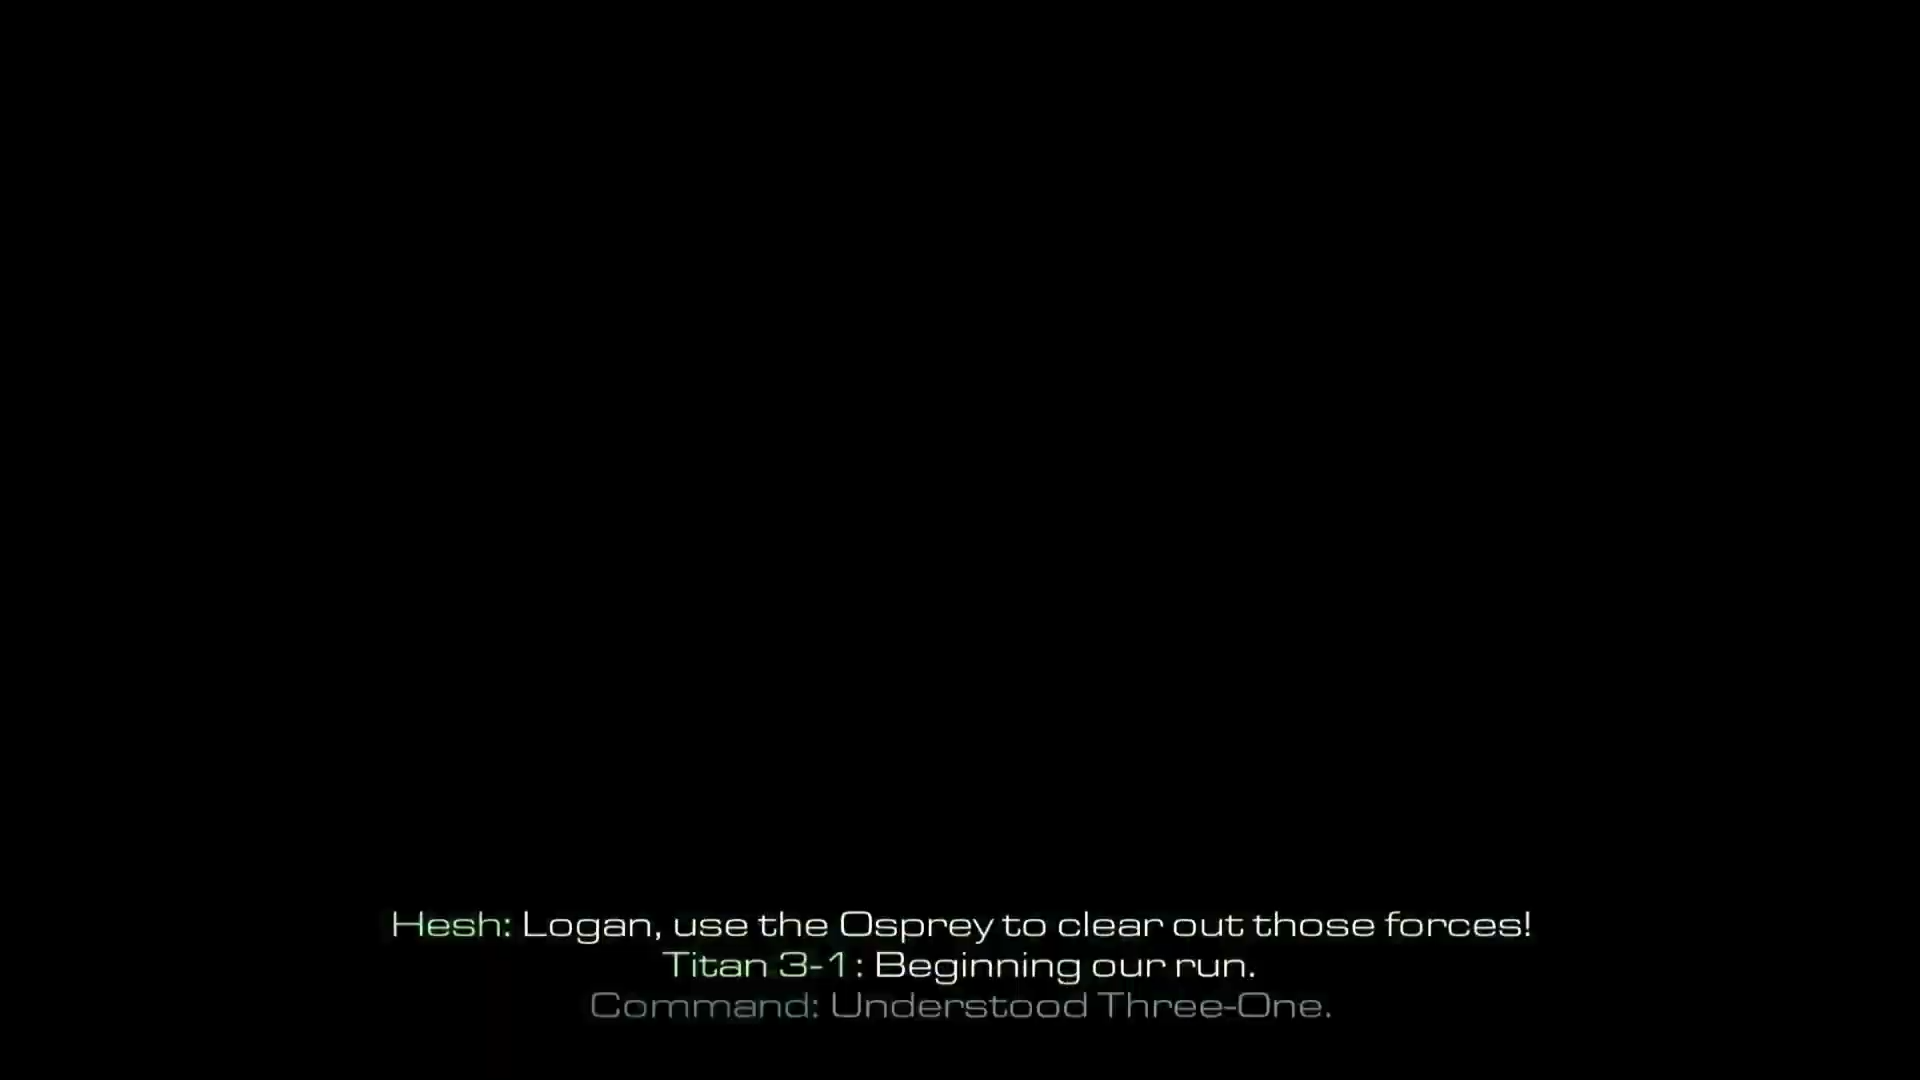 Hesh: Logan, use the Osprey to clear out those forces!
Titan 3-1: Beginning our run.
Command: Understood Three-One.